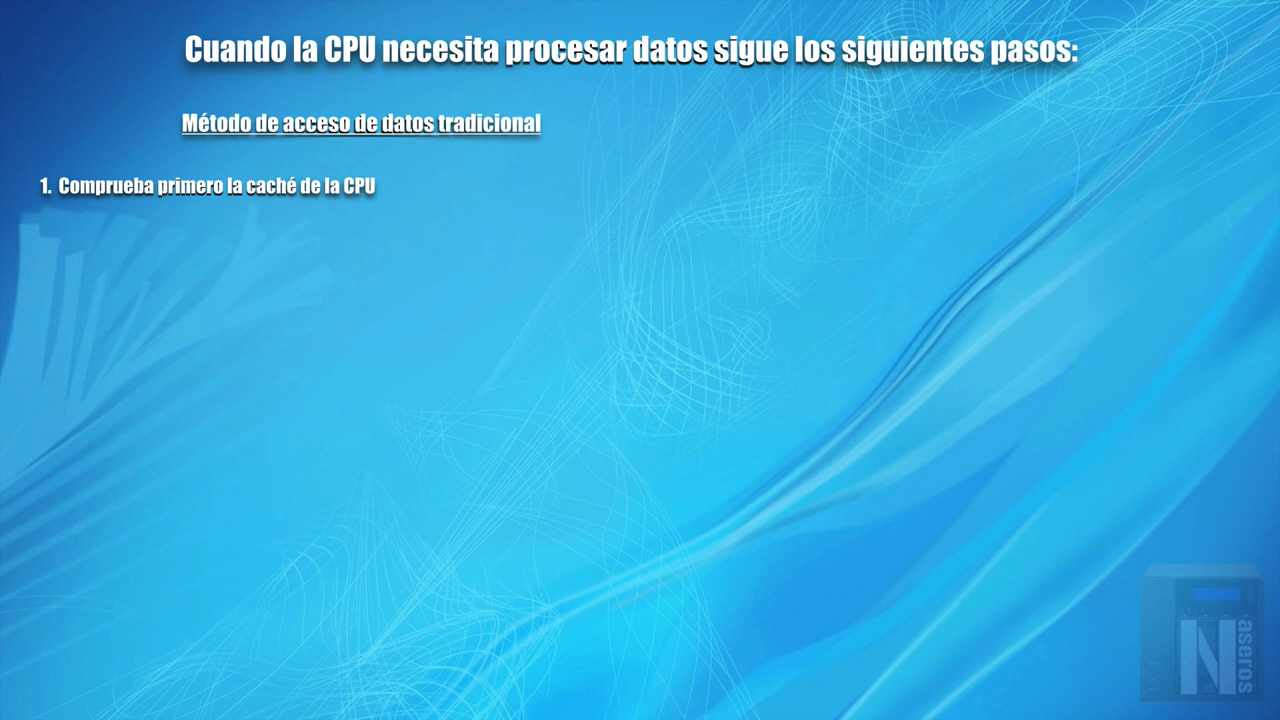 Cuando la CPU necesita procesar datos sigue los siguientes pasos:
Método de acceso de datos tradicional
1. Comprueba primero la caché de la CPU
Naseros